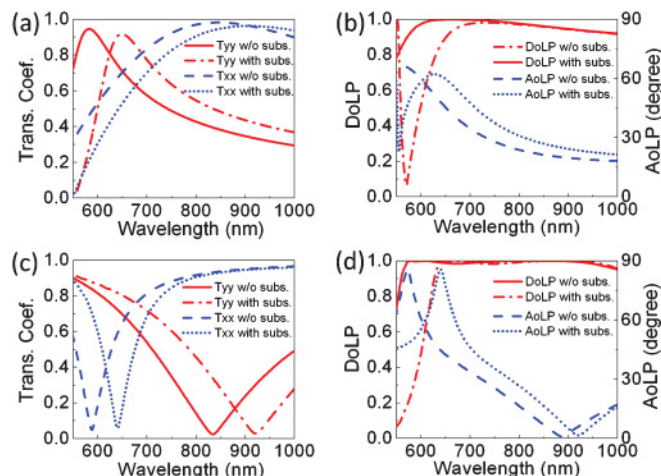 (a)
1.0
0.8
0.6
0.4
0.2
0.0
Trans. Coef.
Tyy w/o subs.
Tyy with subs.
Txx w/o subs.
Txx with subs.
600 700 800 900 1000
Wavelength (nm)
(b)
1.0
0.8
0.6
0.4
0.2
0.0
DoLP
DoLP w/o subs.
DoLP with subs.
AoLP w/o subs.
AoLP with subs.
90
60
30
0
AoLP (degree)
600 700 800 900 1000
Wavelength (nm)
(c)
1.0
0.8
0.6
0.4
0.2
0.0
Trans. Coef.
Tyy w/o subs.
Tyy with subs.
Txx w/o subs.
Txx with subs.
600 700 800 900 1000
Wavelength (nm)
(d)
1.0
0.8
0.6
0.4
0.2
0.0
DoLP
DoLP w/o subs.
DoLP with subs.
AoLP w/o subs.
AoLP with subs.
90
60
30
0
AoLP (degree)
600 700 800 900 1000
Wavelength (nm)